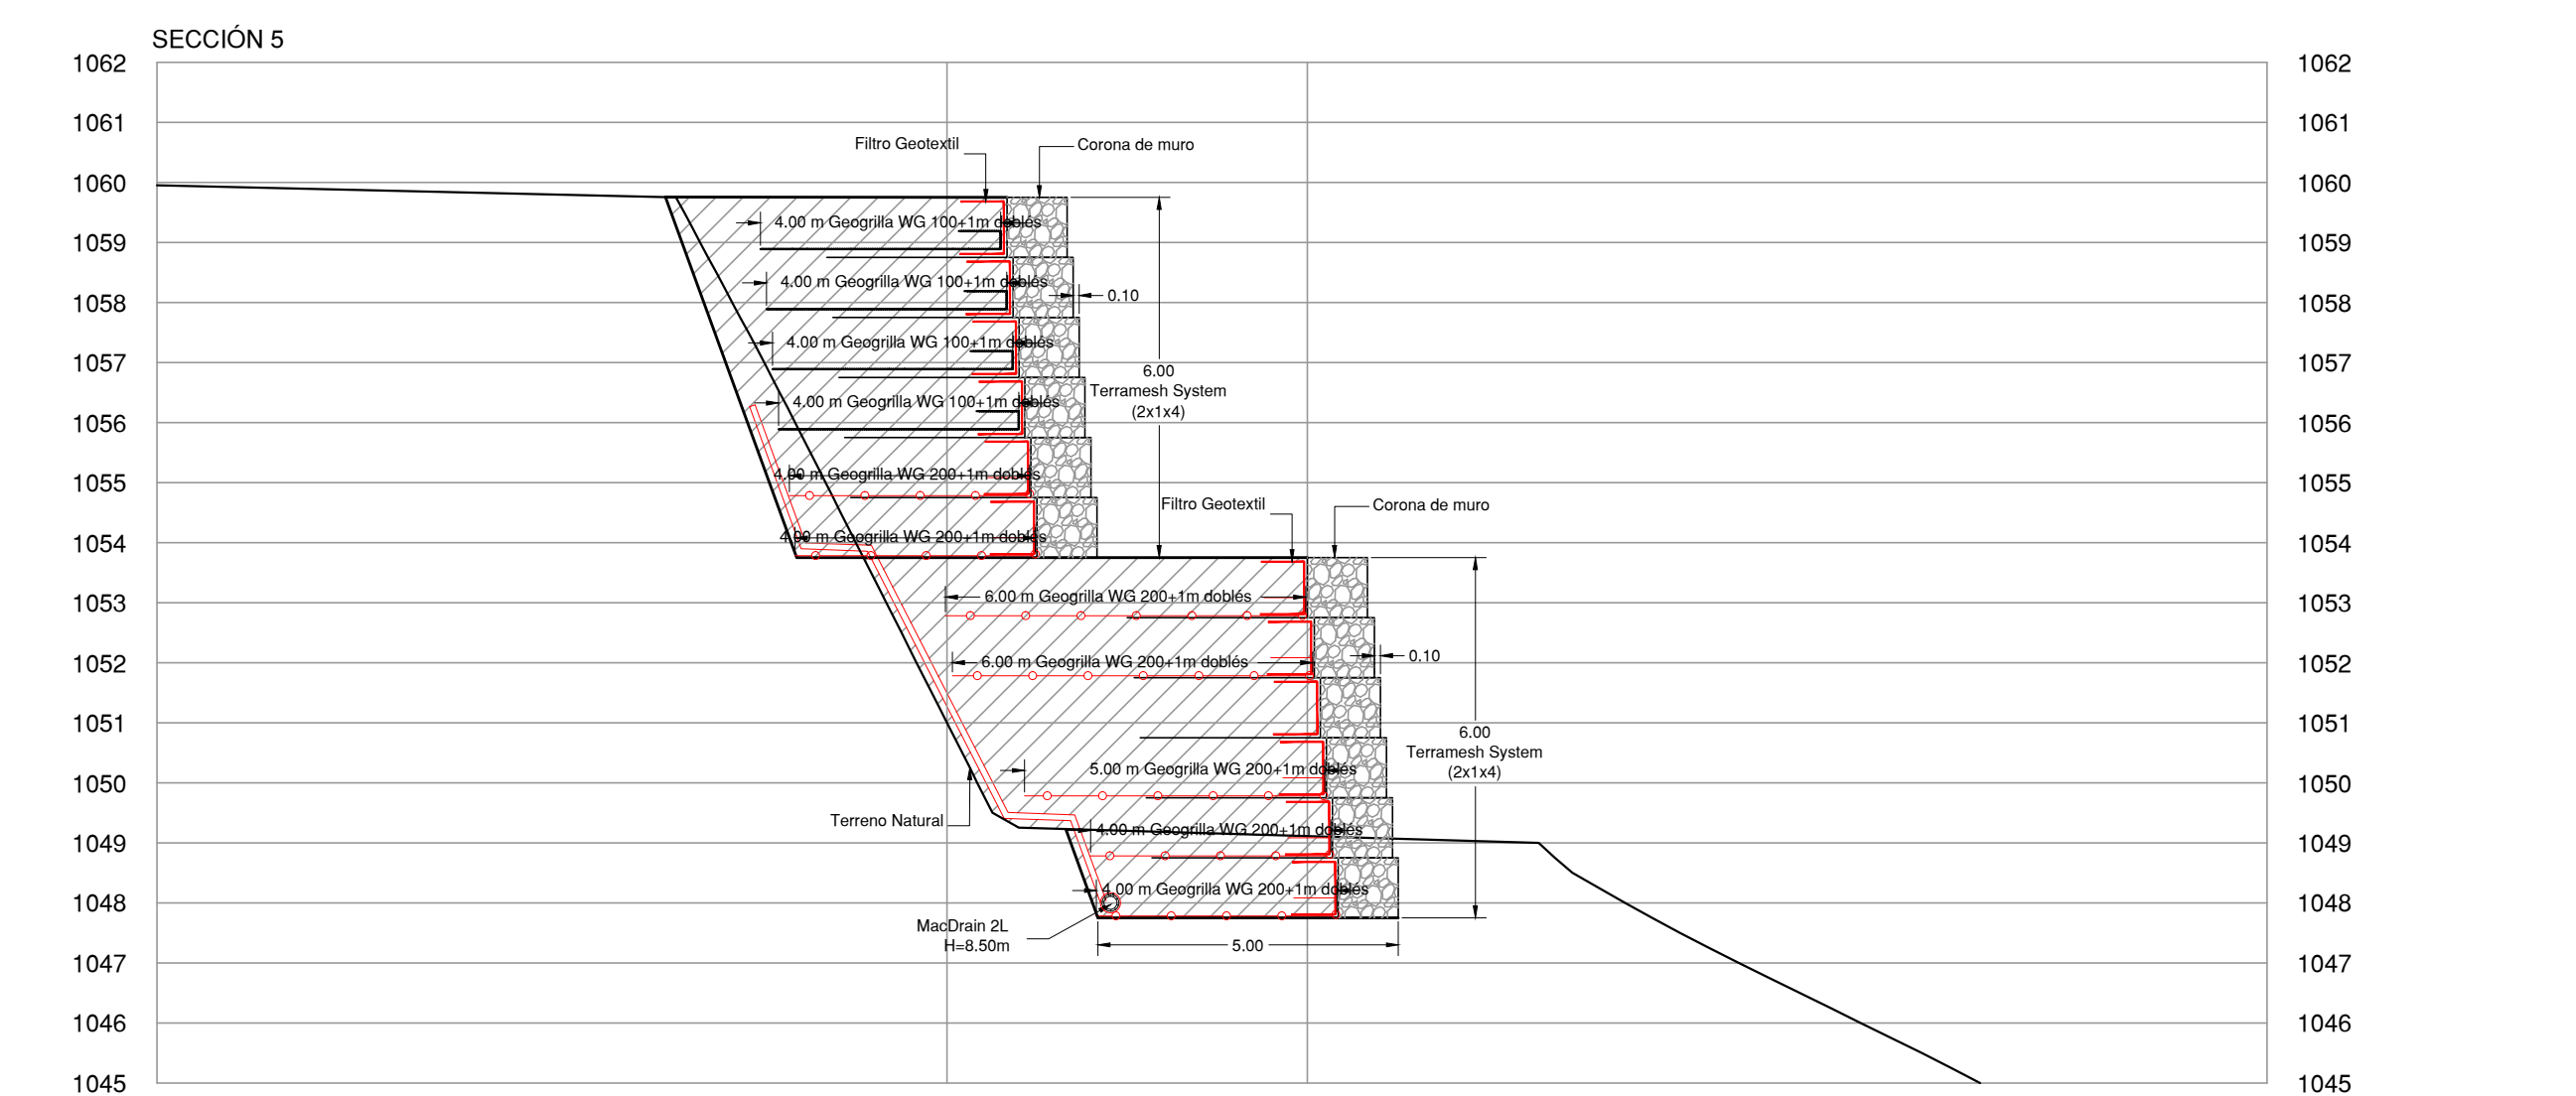 SECCIÓN 5
1062 1062
1061 1061
Filtro Geotextil Corona de muro
1060 1060
4.00 m Geogrilla WG 100+1m doblés
1059 1059
4.00 m Geogrilla WG 100+1m doblés
0.10
1058 1058
4.00 m Geogrilla WG 100+1m doblés
1057 1057
6.00
Terramesh System
(2x1x4)
4.00 m Geogrilla WG 100+1m doblés
1056 1056
4.00 m Geogrilla WG 200+1m doblés
1055 1055
Filtro Geotextil Corona de muro
4.00 m Geogrilla WG 200+1m doblés
1054 1054
6.00 m Geogrilla WG 200+1m doblés
1053 1053
0.10
6.00 m Geogrilla WG 200+1m doblés
1052 1052
1051 1051
6.00
Terramesh System
(2x1x4)
5.00 m Geogrilla WG 200+1m doblés
1050 1050
Terreno Natural
4.00 m Geogrilla WG 200+1m doblés
1049 1049
4.00 m Geogrilla WG 200+1m doblés
1048 1048
MacDrain 2L
H=8.50m
5.00
1047 1047
1046 1046
1045 1045